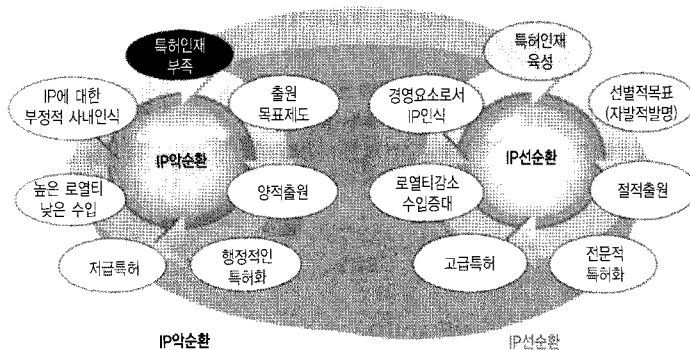 특허인재
부족
출원
목표제도
양적출원
행정적인
특허화
저급특허
높은 로열티
낮은 수입
IP에 대한
부정적 사내인식
IP악순환
특허인재
육성
선별적목표
(자발적발명)
절적출원
전문적
특허화
고급특허
로열티감소
수입증대
경영요소로서
IP인식
IP선순환
IP악순환
IP선순환